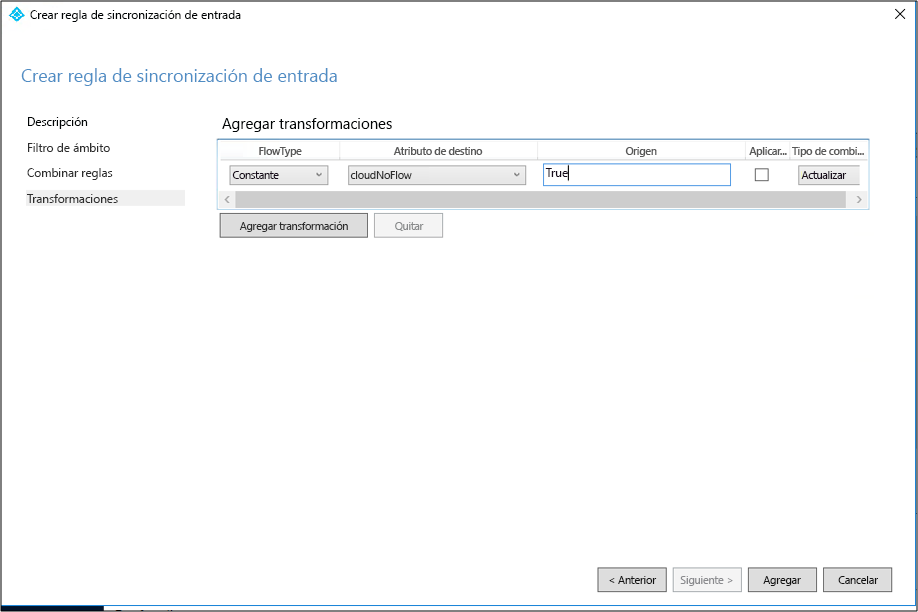 Crear regla de sincronización de entrada
Crear regla de sincronización de entrada
Descripción
Filtro de ámbito
Combinar reglas
Transformaciones
Agregar transformaciones
FlowType Atributo de destino Origen Aplicar... Tipo de combi...
Constante cloudNoFlow True Actualizar
Agregar transformación Quitar
< Anterior Siguiente > Agregar Cancelar